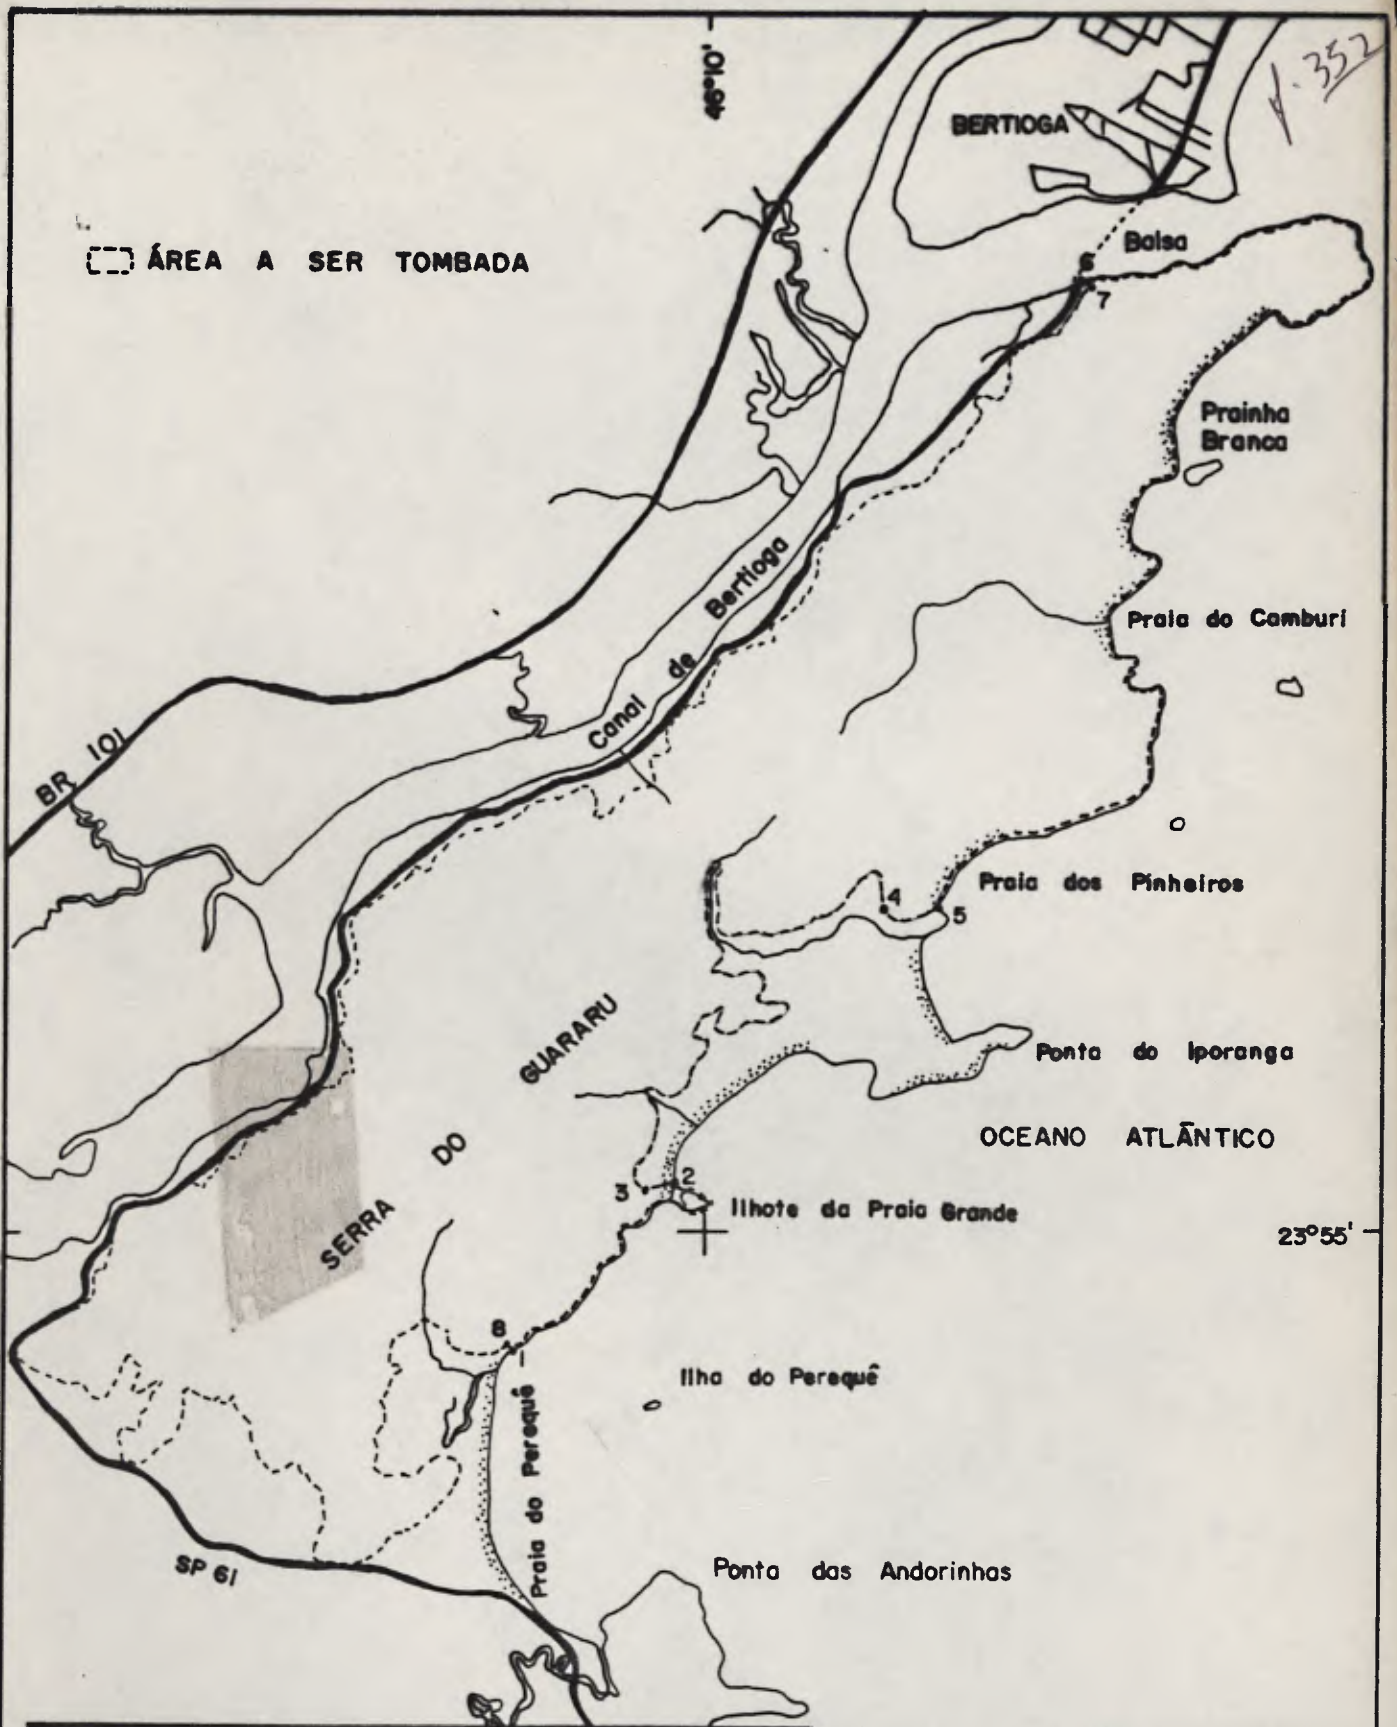 46°10'
f. 352
BERTIOGA
ÁREA A SER TOMBADA
Balsa
6
7
Prainha
Branca
Canal de Bertioga
Praia do Camburi
BR 101
Praia dos Pinheiros
4
5
SERRA DO GUARARU
Ponta do Iporanga
OCEANO ATLÂNTICO
3
2
Ilhote da Praia Grande
23°55'
8
1
Ilha do Perequê
Praia do Perequê
SP 61
Ponta das Andorinhas